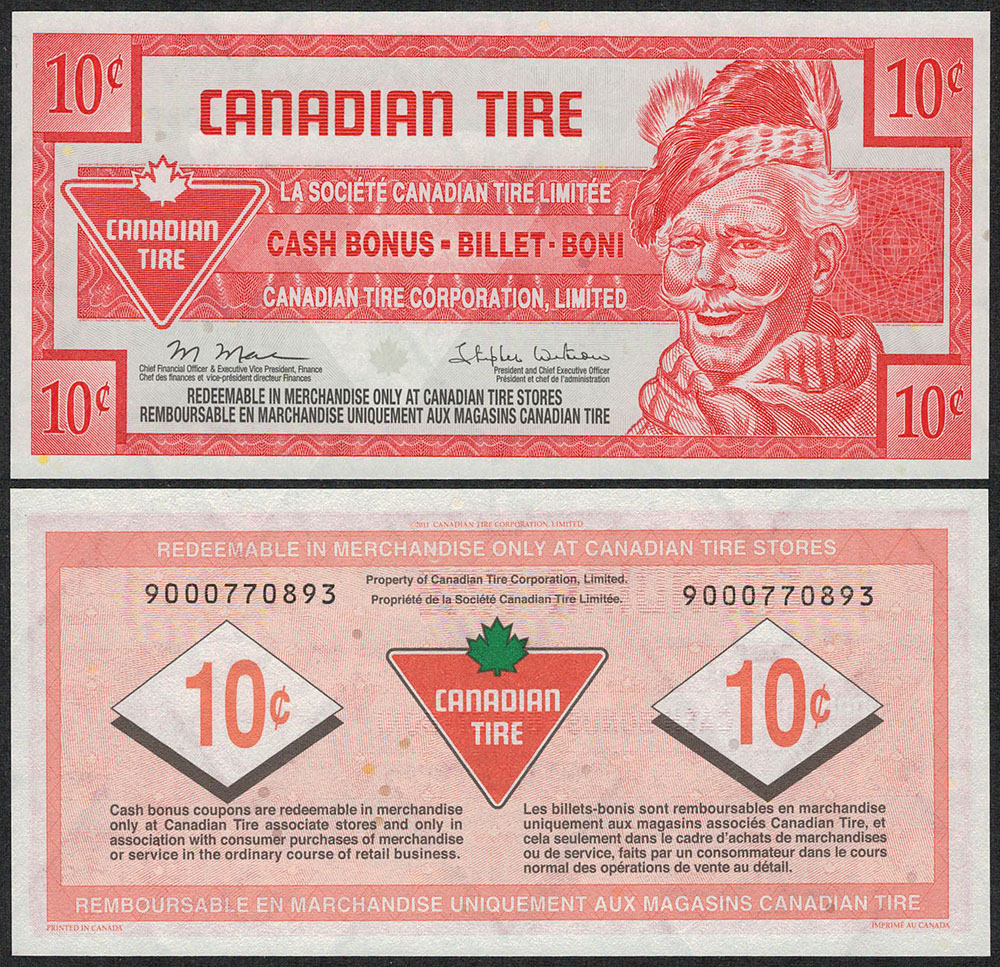 10¢ 10¢
CANADIAN TIRE
LA SOCIÉTÉ CANADIAN TIRE LIMITÉE
CANADIAN
TIRE
CASH BONUS - BILLET - BONI
CANADIAN TIRE CORPORATION, LIMITED
Chief Financial Officer & Executive Vice President, Finance
Chef des finances et vice-président directeur Finances
President and Chief Executive Officer
Président et chef de l'administration
REDEEMABLE IN MERCHANDISE ONLY AT CANADIAN TIRE STORES
REMBOURSABLE EN MARCHANDISE UNIQUEMENT AUX MAGASINS CANADIAN TIRE
10¢ 10¢
©2011 CANADIAN TIRE CORPORATION, LIMITED
REDEEMABLE IN MERCHANDISE ONLY AT CANADIAN TIRE STORES
Property of Canadian Tire Corporation, Limited.
Propriété de la Société Canadian Tire Limitée.
9000770893 9000770893
10¢
CANADIAN
TIRE
10¢
Cash bonus coupons are redeemable in merchandise
only at Canadian Tire associate stores and only in
association with consumer purchases of merchandise
or service in the ordinary course of retail business.
Les billets-bonis sont remboursables en marchandise
uniquement aux magasins associés Canadian Tire, et
cela seulement dans le cadre d'achats de marchandises
ou de service, faits par un consommateur dans le cours
normal des opérations de vente au détail.
REMBOURSABLE EN MARCHANDISE UNIQUEMENT AUX MAGASINS CANADIAN TIRE
PRINTED IN CANADA IMPRIMÉ AU CANADA